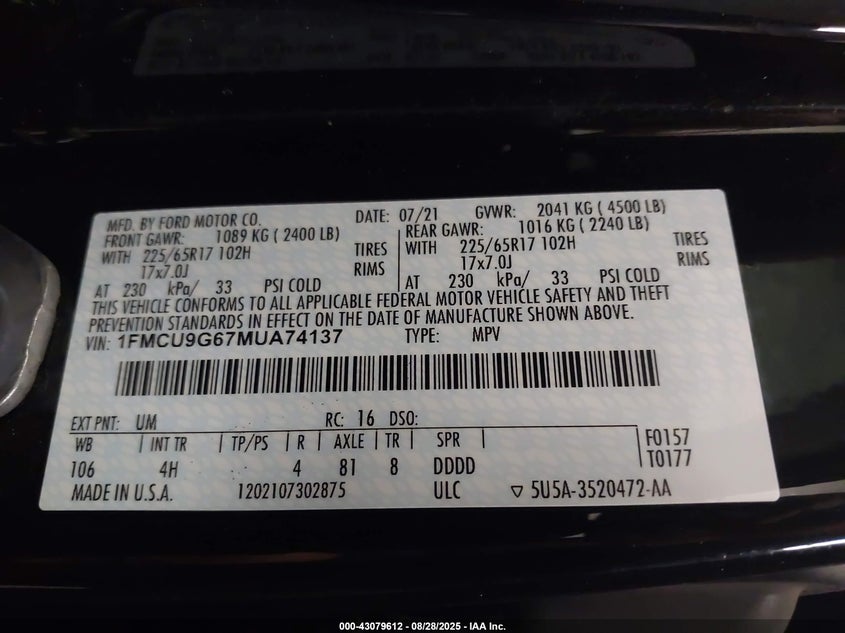 MFD. BY FORD MOTOR CO. DATE: 07/21 GVWR: 2041 KG ( 4500 LB)
FRONT GAWR: 1089 KG ( 2400 LB) REAR GAWR: 1016 KG ( 2240 LB)
WITH 225/65R17 102H TIRES WITH 225/65R17 102H TIRES
17x7.0J RIMS 17x7.0J RIMS
AT 230 kPa/ 33 PSI COLD AT 230 kPa/ 33 PSI COLD
THIS VEHICLE CONFORMS TO ALL APPLICABLE FEDERAL MOTOR VEHICLE SAFETY AND THEFT
PREVENTION STANDARDS IN EFFECT ON THE DATE OF MANUFACTURE SHOWN ABOVE.
VIN: 1FMCU9G67MUA74137 TYPE: MPV
EXT PNT: UM RC: 16 DSO:
WB INT TR TP/PS R AXLE TR SPR F0157
106 4H 4 81 8 DDDD T0177
MADE IN U.S.A. 1202107302875 ULC ▽ 5U5A-3520472-AA
000-43079612 - 08/28/2025 - IAA Inc.